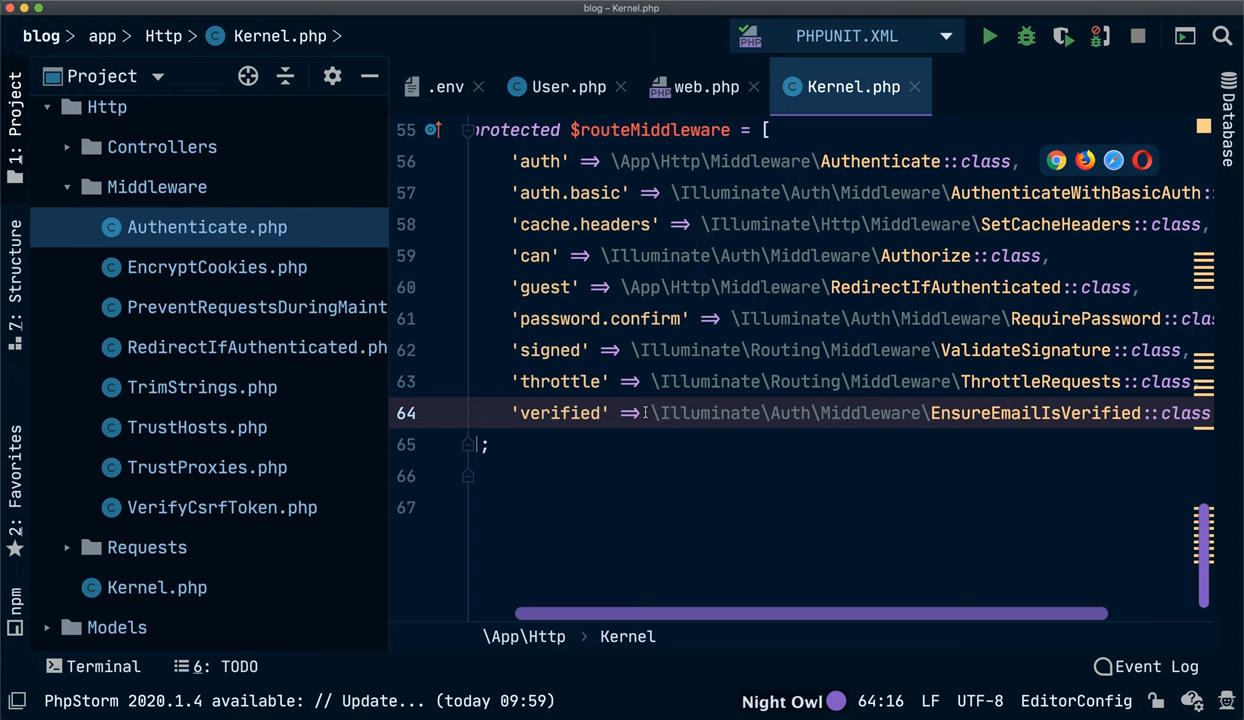 blog – Kernel.php
blog > app > Http > Kernel.php >
PHP
PHPUNIT.XML
Project
.env
User.php
web.php
Kernel.php
1: Project
7: Structure
2: Favorites
npm
Database
Http
Controllers
Middleware
Authenticate.php
EncryptCookies.php
PreventRequestsDuringMaint
RedirectIfAuthenticated.ph
TrimStrings.php
TrustHosts.php
TrustProxies.php
VerifyCsrfToken.php
Requests
Kernel.php
Models
55 protected $routeMiddleware = [
56 'auth' => \App\Http\Middleware\Authenticate::class,
57 'auth.basic' => \Illuminate\Auth\Middleware\AuthenticateWithBasicAuth::
58 'cache.headers' => \Illuminate\Http\Middleware\SetCacheHeaders::class,
59 'can' => \Illuminate\Auth\Middleware\Authorize::class,
60 'guest' => \App\Http\Middleware\RedirectIfAuthenticated::class,
61 'password.confirm' => \Illuminate\Auth\Middleware\RequirePassword::clas
62 'signed' => \Illuminate\Routing\Middleware\ValidateSignature::class,
63 'throttle' => \Illuminate\Routing\Middleware\ThrottleRequests::class,
64 'verified' => \Illuminate\Auth\Middleware\EnsureEmailIsVerified::class
65 ];
66
67
\App\Http > Kernel
Terminal
6: TODO
Event Log
PhpStorm 2020.1.4 available: // Update... (today 09:59)
Night Owl
64:16
LF
UTF-8
EditorConfig